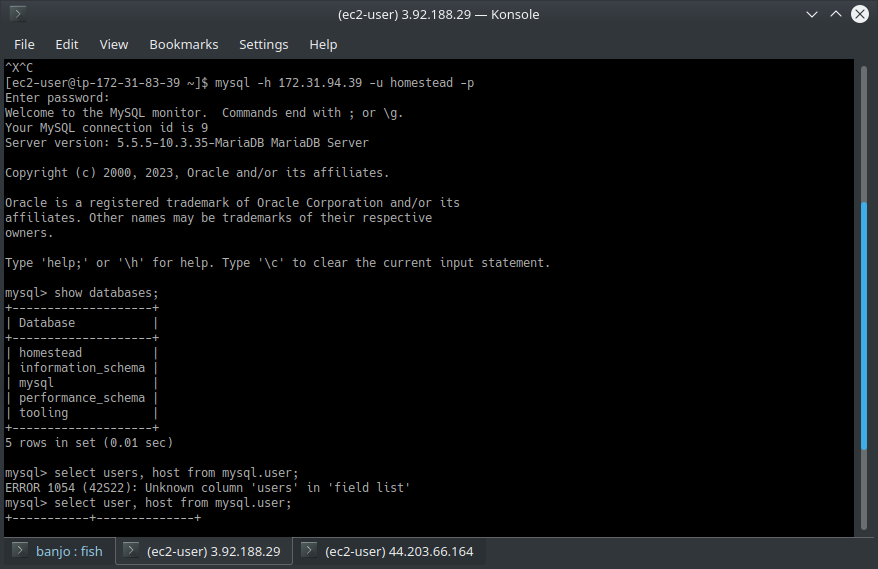 (ec2-user) 3.92.188.29 — Konsole
File Edit View Bookmarks Settings Help
^X^C
[ec2-user@ip-172-31-83-39 ~]$ mysql -h 172.31.94.39 -u homestead -p
Enter password:
Welcome to the MySQL monitor.  Commands end with ; or \g.
Your MySQL connection id is 9
Server version: 5.5.5-10.3.35-MariaDB MariaDB Server
Copyright (c) 2000, 2023, Oracle and/or its affiliates.
Oracle is a registered trademark of Oracle Corporation and/or its
affiliates. Other names may be trademarks of their respective
owners.
Type 'help;' or '\h' for help. Type '\c' to clear the current input statement.
mysql> show databases;
+--------------------+
| Database           |
+--------------------+
| homestead          |
| information_schema |
| mysql              |
| performance_schema |
| tooling            |
+--------------------+
5 rows in set (0.01 sec)
mysql> select users, host from mysql.user;
ERROR 1054 (42S22): Unknown column 'users' in 'field list'
mysql> select user, host from mysql.user;
+-----------+--------------+
banjo : fish (ec2-user) 3.92.188.29 (ec2-user) 44.203.66.164